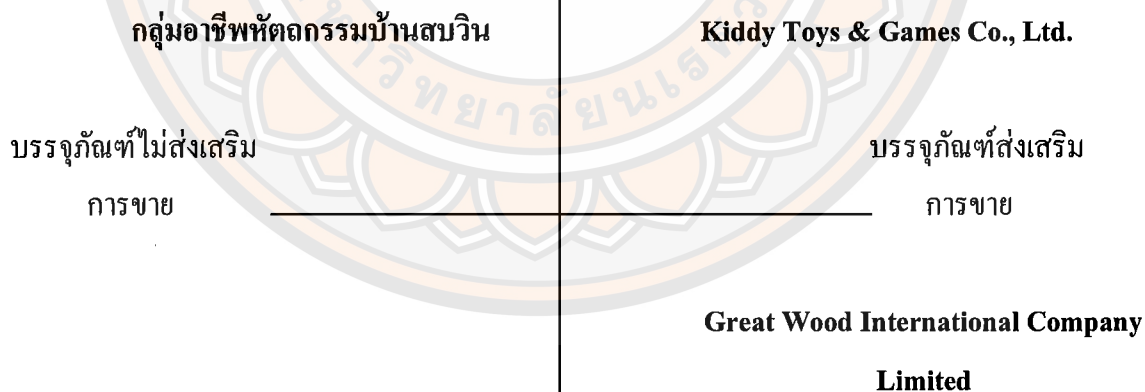 กลุ่มอาชีพหัตถกรรมบ้านสบวิน
Kiddy Toys & Games Co., Ltd.
บรรจุภัณฑ์ไม่ส่งเสริม
การขาย
บรรจุภัณฑ์ส่งเสริม
การขาย
Great Wood International Company
Limited